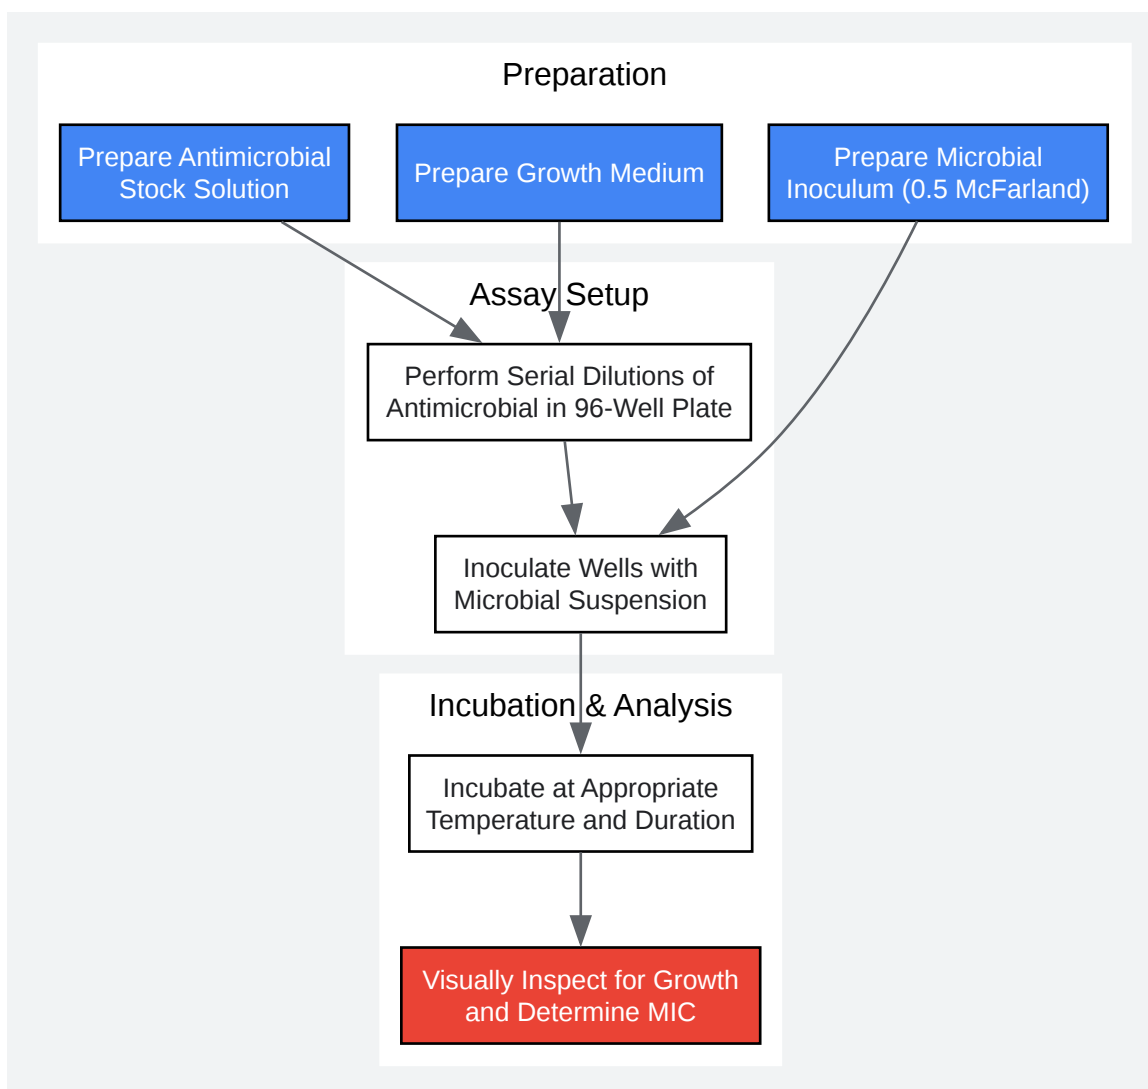 Preparation
Prepare Antimicrobial
Stock Solution
Prepare Growth Medium
Prepare Microbial
Inoculum (0.5 McFarland)
Assay Setup
Perform Serial Dilutions of
Antimicrobial in 96-Well Plate
Inoculate Wells with
Microbial Suspension
Incubation & Analysis
Incubate at Appropriate
Temperature and Duration
Visually Inspect for Growth
and Determine MIC